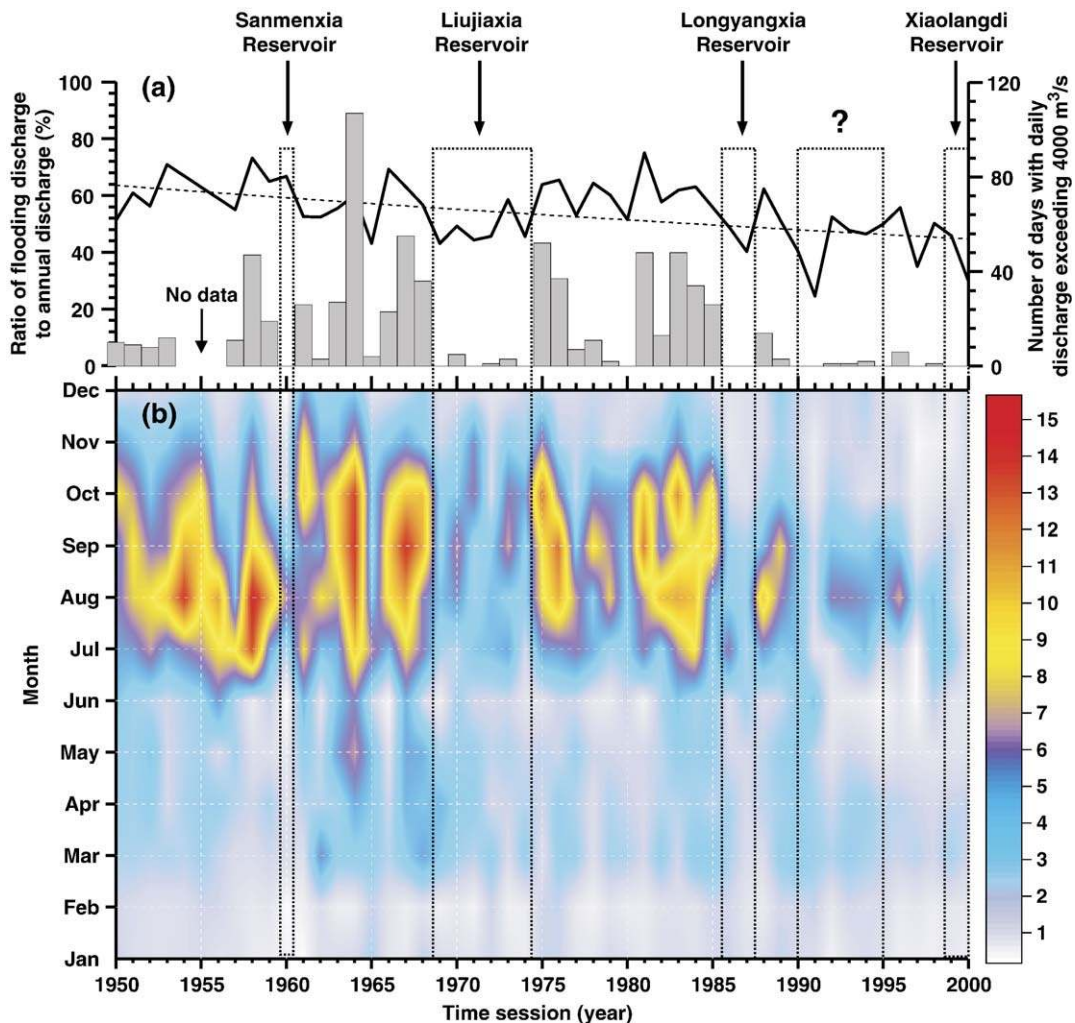 Sanmenxia
Reservoir
Liujiaxia
Reservoir
Longyangxia
Reservoir
Xiaolangdi
Reservoir
(a)
Ratio of flooding discharge
to annual discharge (%)
100
80
60
40
20
0
No data
?
120
80
40
0
Number of days with daily
discharge exceeding 4000 m³/s
(b)
Month
Dec
Nov
Oct
Sep
Aug
Jul
Jun
May
Apr
Mar
Feb
Jan
15
14
13
12
11
10
9
8
7
6
5
4
3
2
1
1950 1955 1960 1965 1970 1975 1980 1985 1990 1995 2000
Time session (year)